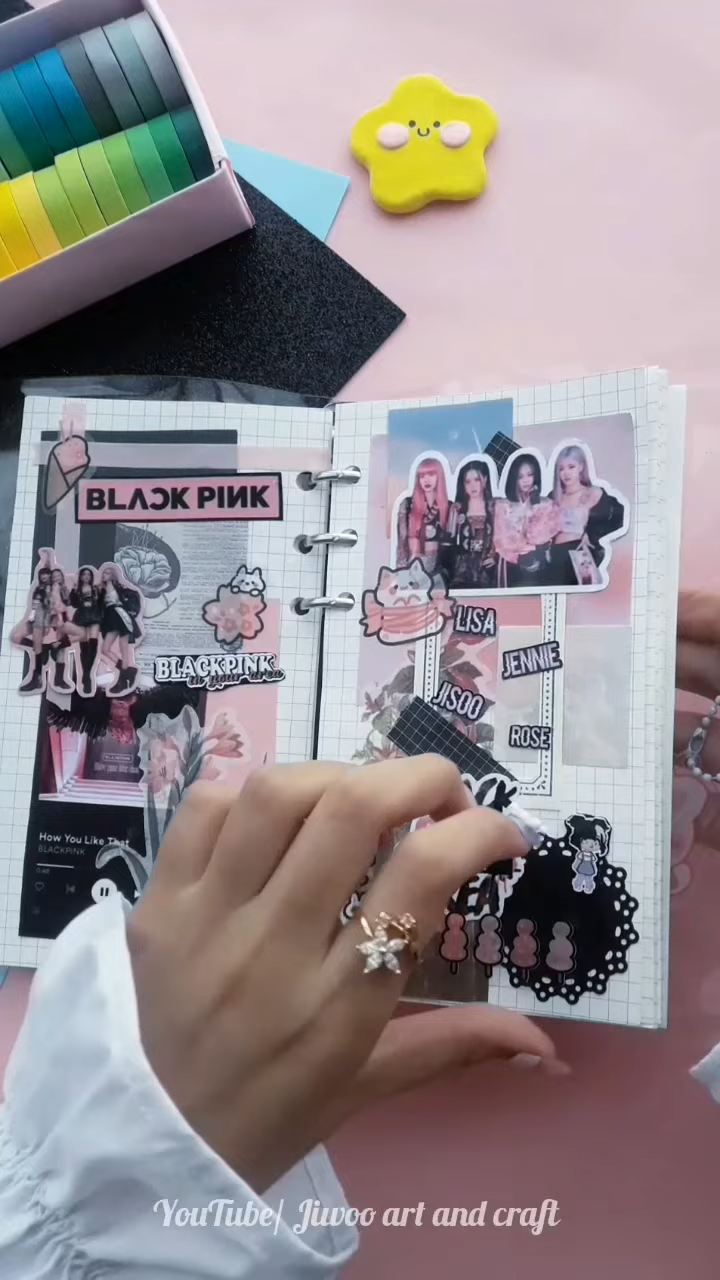 BLACKPINK
BLACKPINK
in your area
How You Like That
BLACKPINK
LISA
JENNIE
JISOO
ROSE
YouTube/ Jiwoo art and craft